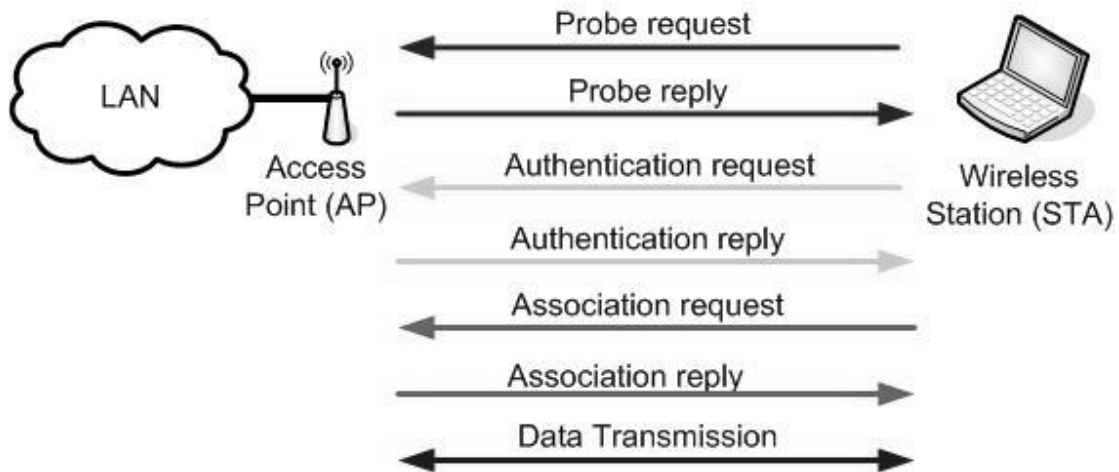 Probe request
LAN
Probe reply
Access
Point (AP)
Authentication request
Wireless
Station (STA)
Authentication reply
Association request
Association reply
Data Transmission